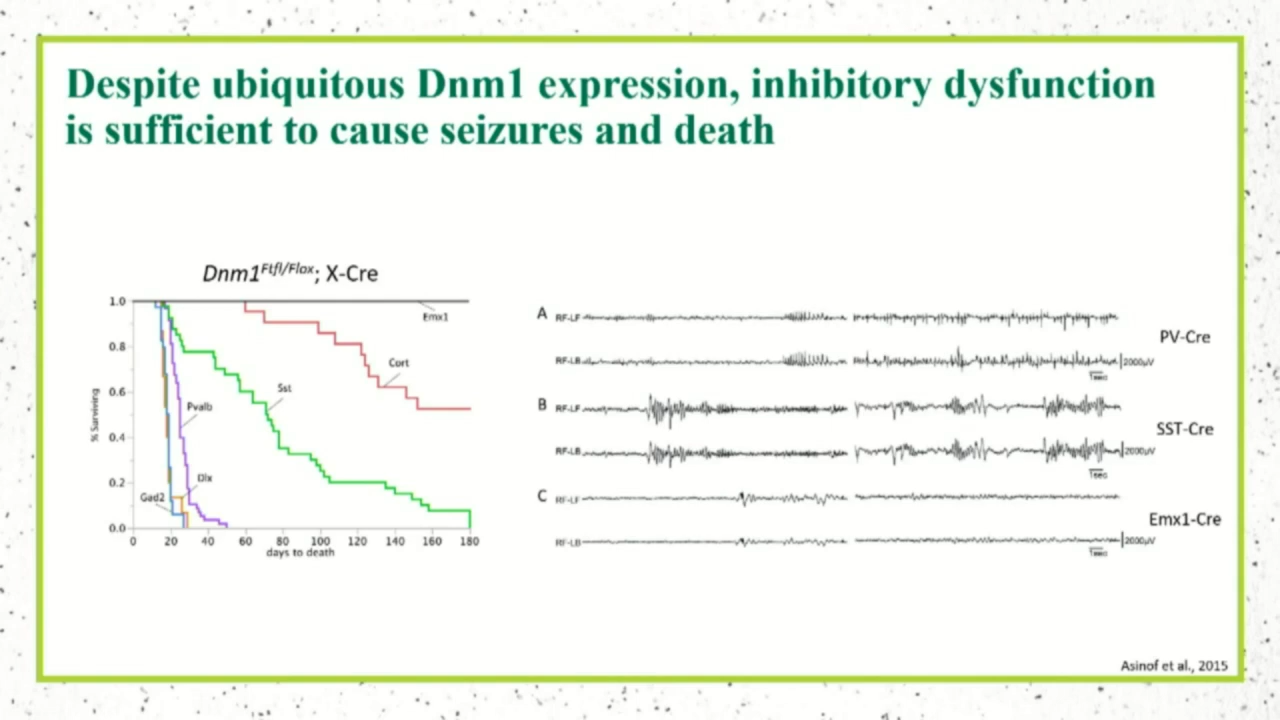 Despite ubiquitous Dnm1 expression, inhibitory dysfunction
is sufficient to cause seizures and death
Dnm1Ftfl/Flox; X-Cre
1.0
0.8
0.6
0.4
0.2
0.0
% Surviving
Emx1
Cort
Sst
Pvalb
Dlx
Gad2
0 20 40 60 80 100 120 140 160 180
days to death
A RF-LF
PV-Cre
RF-LB 2000μV
1sec
B RF-LF
SST-Cre
RF-LB 2000μV
1sec
C RF-LF
Emx1-Cre
RF-LB 2000μV
1sec
Asinof et al., 2015